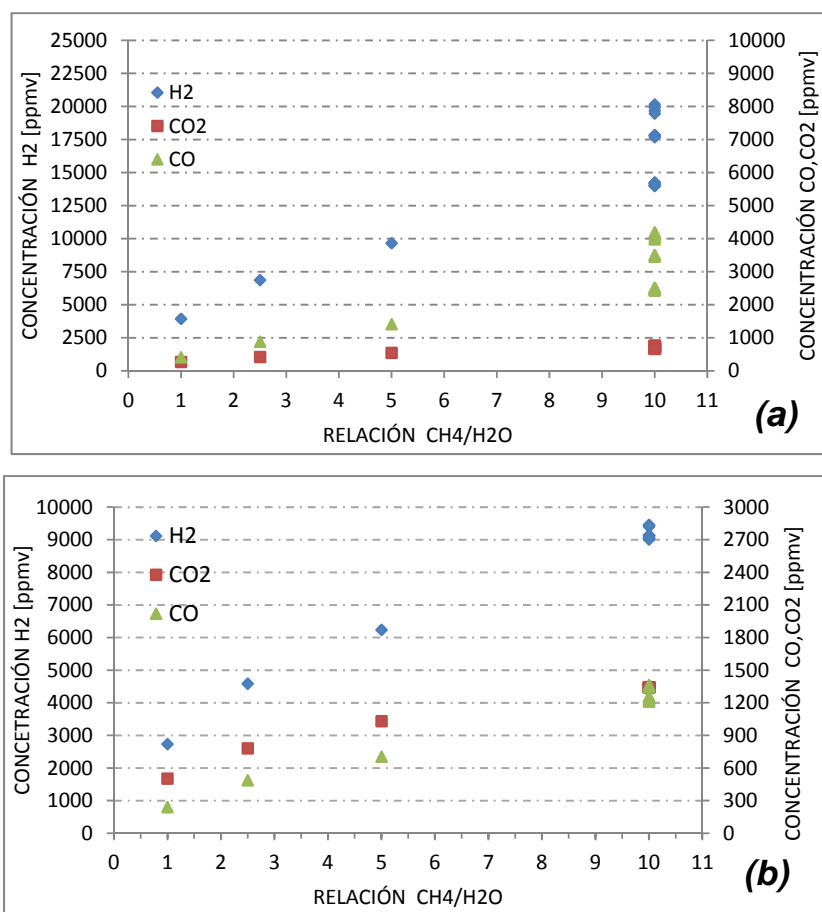 CONCENTRACIÓN H2 [ppmv]
25000
22500
20000
17500
15000
12500
10000
7500
5000
2500
0
H2
CO2
CO
10000
9000
8000
7000
6000
5000
4000
3000
2000
1000
0
CONCENTRACIÓN CO,CO2 [ppmv]
0 1 2 3 4 5 6 7 8 9 10 11
RELACIÓN CH4/H2O
(a)
CONCETRACIÓN H2 [ppmv]
10000
9000
8000
7000
6000
5000
4000
3000
2000
1000
0
H2
CO2
CO
3000
2700
2400
2100
1800
1500
1200
900
600
300
0
CONCENTRACIÓN CO,CO2 [ppmv]
0 1 2 3 4 5 6 7 8 9 10 11
RELACIÓN CH4/H2O
(b)